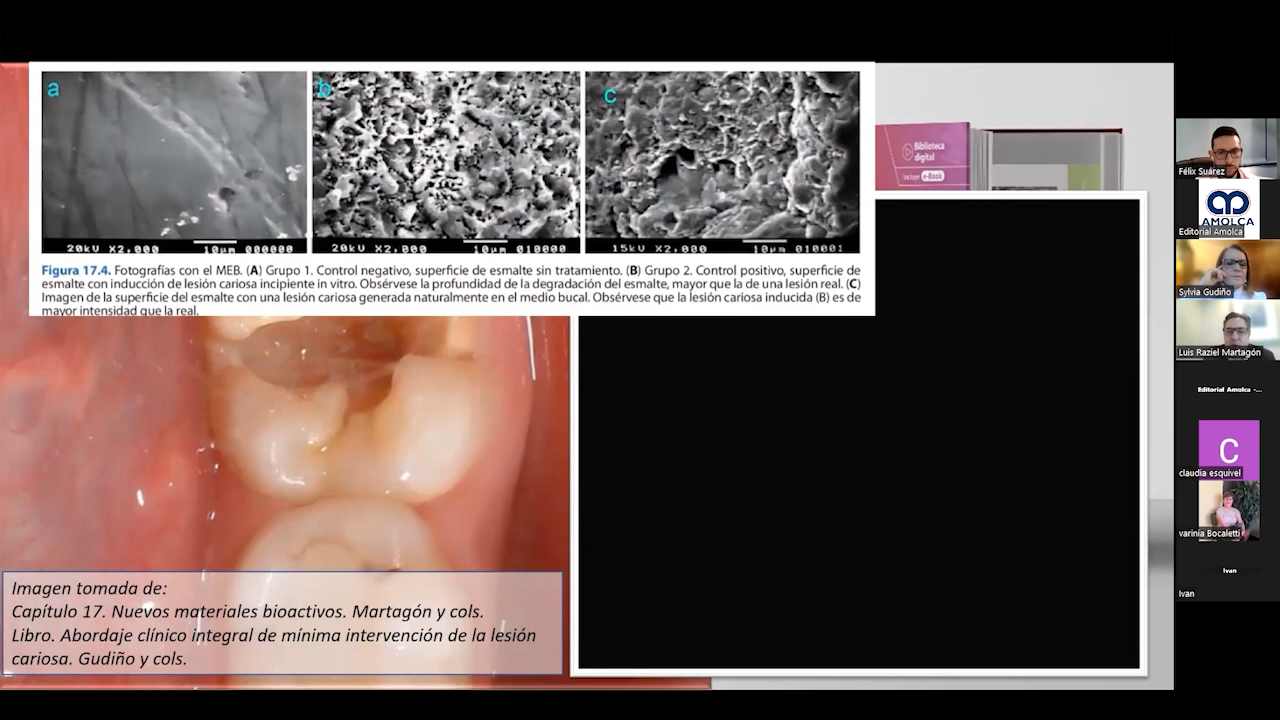 a
b
c
20kU X2,000 10μm 000000
20kU X2,000 10μm 000000
15kU X2,000 10μm 010001
Figura 17.4. Fotografías con el MEB. (A) Grupo 1. Control negativo, superficie de esmalte sin tratamiento. (B) Grupo 2. Control positivo, superficie de
esmalte con inducción de lesión cariosa incipiente in vitro. Obsérvese la profundidad de la degradación del esmalte, mayor que la de una lesión real. (C)
Imagen de la superficie del esmalte con una lesión cariosa generada naturalmente en el medio bucal. Obsérvese que la lesión cariosa inducida (B) es de
mayor intensidad que la real.
Biblioteca
digital
incluye e-Book
Imagen tomada de:
Capítulo 17. Nuevos materiales bioactivos. Martagón y cols.
Libro. Abordaje clínico integral de mínima intervención de la lesión
cariosa. Gudiño y cols.
Félix Suárez
AMOLCA
Editorial Amolca
Sylvia Gudiño
Luis Raziel Martagón
Editorial Amolca -...
C
claudia esquivel
varinia Bocaletti
Ivan
Ivan